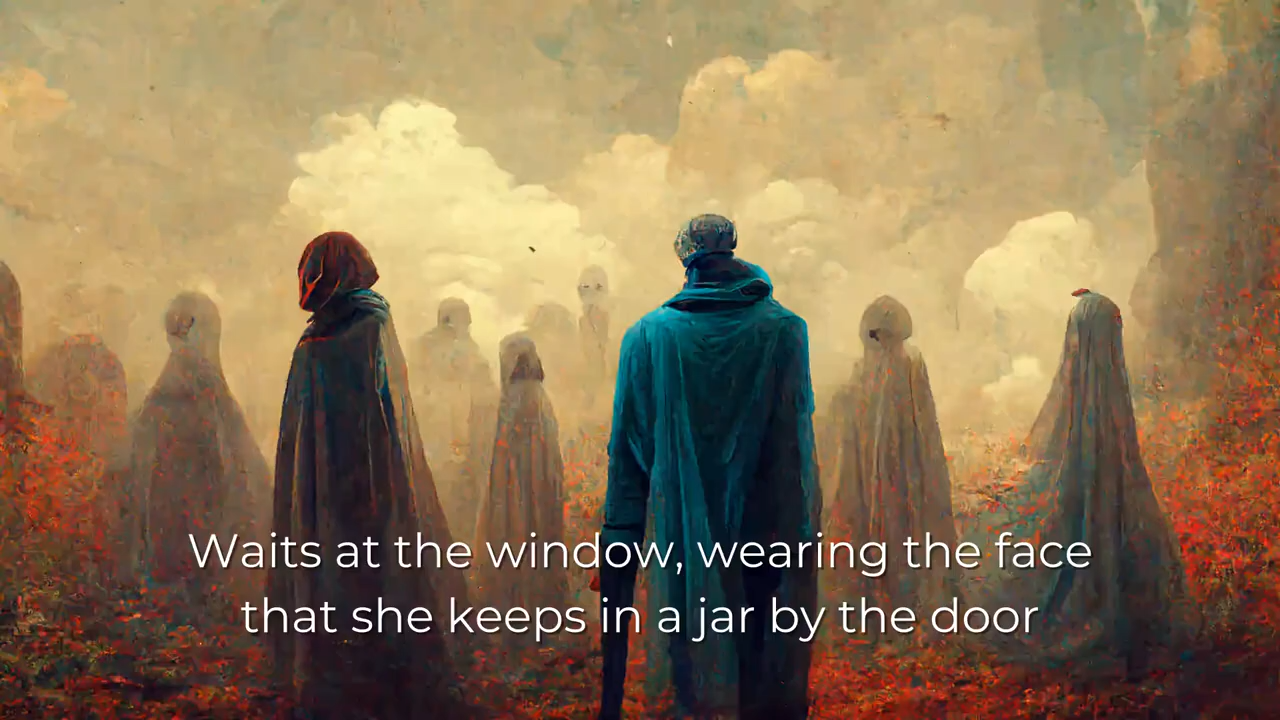 Waits at the window, wearing the face
that she keeps in a jar by the door